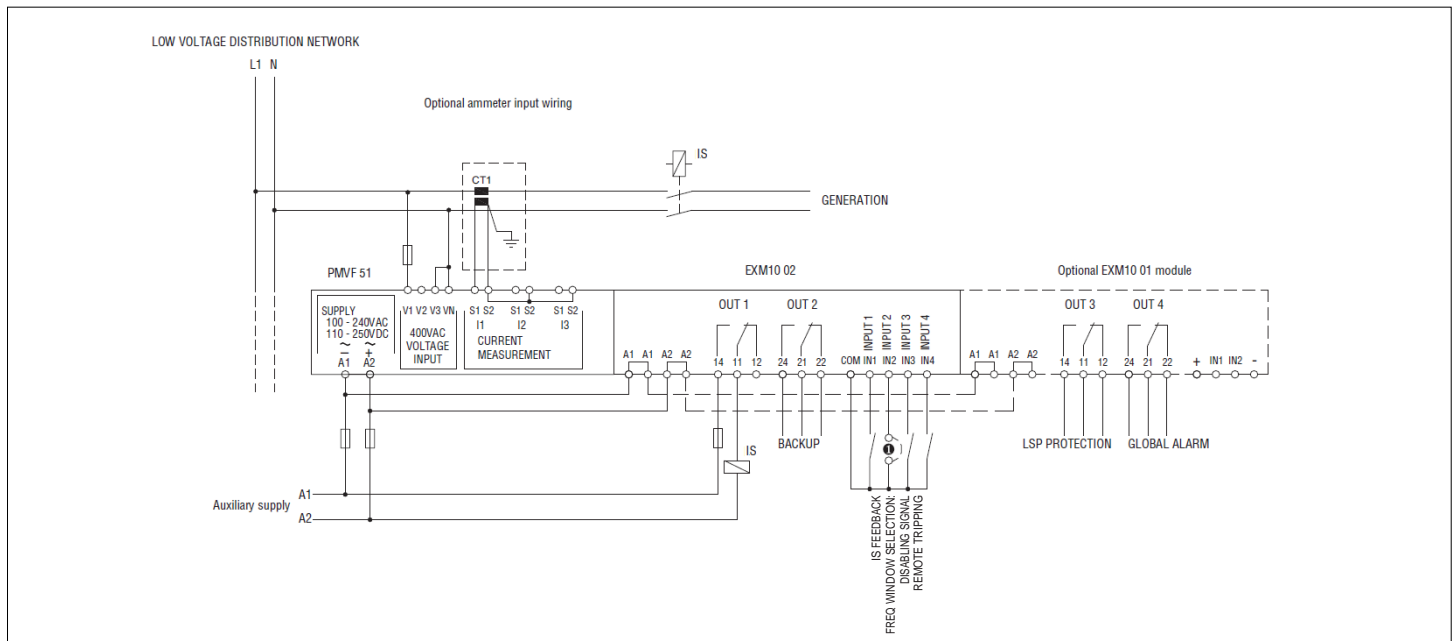 LOW VOLTAGE DISTRIBUTION NETWORK
L1 N
Optional ammeter input wiring
IS
CT1
GENERATION
PMVF 51
EXM10 02
Optional EXM10 01 module
SUPPLY
100 - 240VAC
110 - 250VDC
~ ~
− +
A1 A2
V1 V2 V3 VN
400VAC
VOLTAGE
INPUT
S1 S2 S1 S2 S1 S2
I1 I2 I3
CURRENT
MEASUREMENT
OUT 1 OUT 2
A1 A1 A2 A2
14 11 12
24 21 22
INPUT 1
INPUT 2
INPUT 3
INPUT 4
COM IN1 IN2 IN3 IN4
OUT 3 OUT 4
A1 A1 A2 A2
14 11 12
24 21 22
+ IN1 IN2 -
BACKUP
1
LSP PROTECTION
GLOBAL ALARM
IS
Auxiliary supply
A1
A2
IS FEEDBACK
FREQ WINDOW SELECTION:
DISABLING SIGNAL
REMOTE TRIPPING